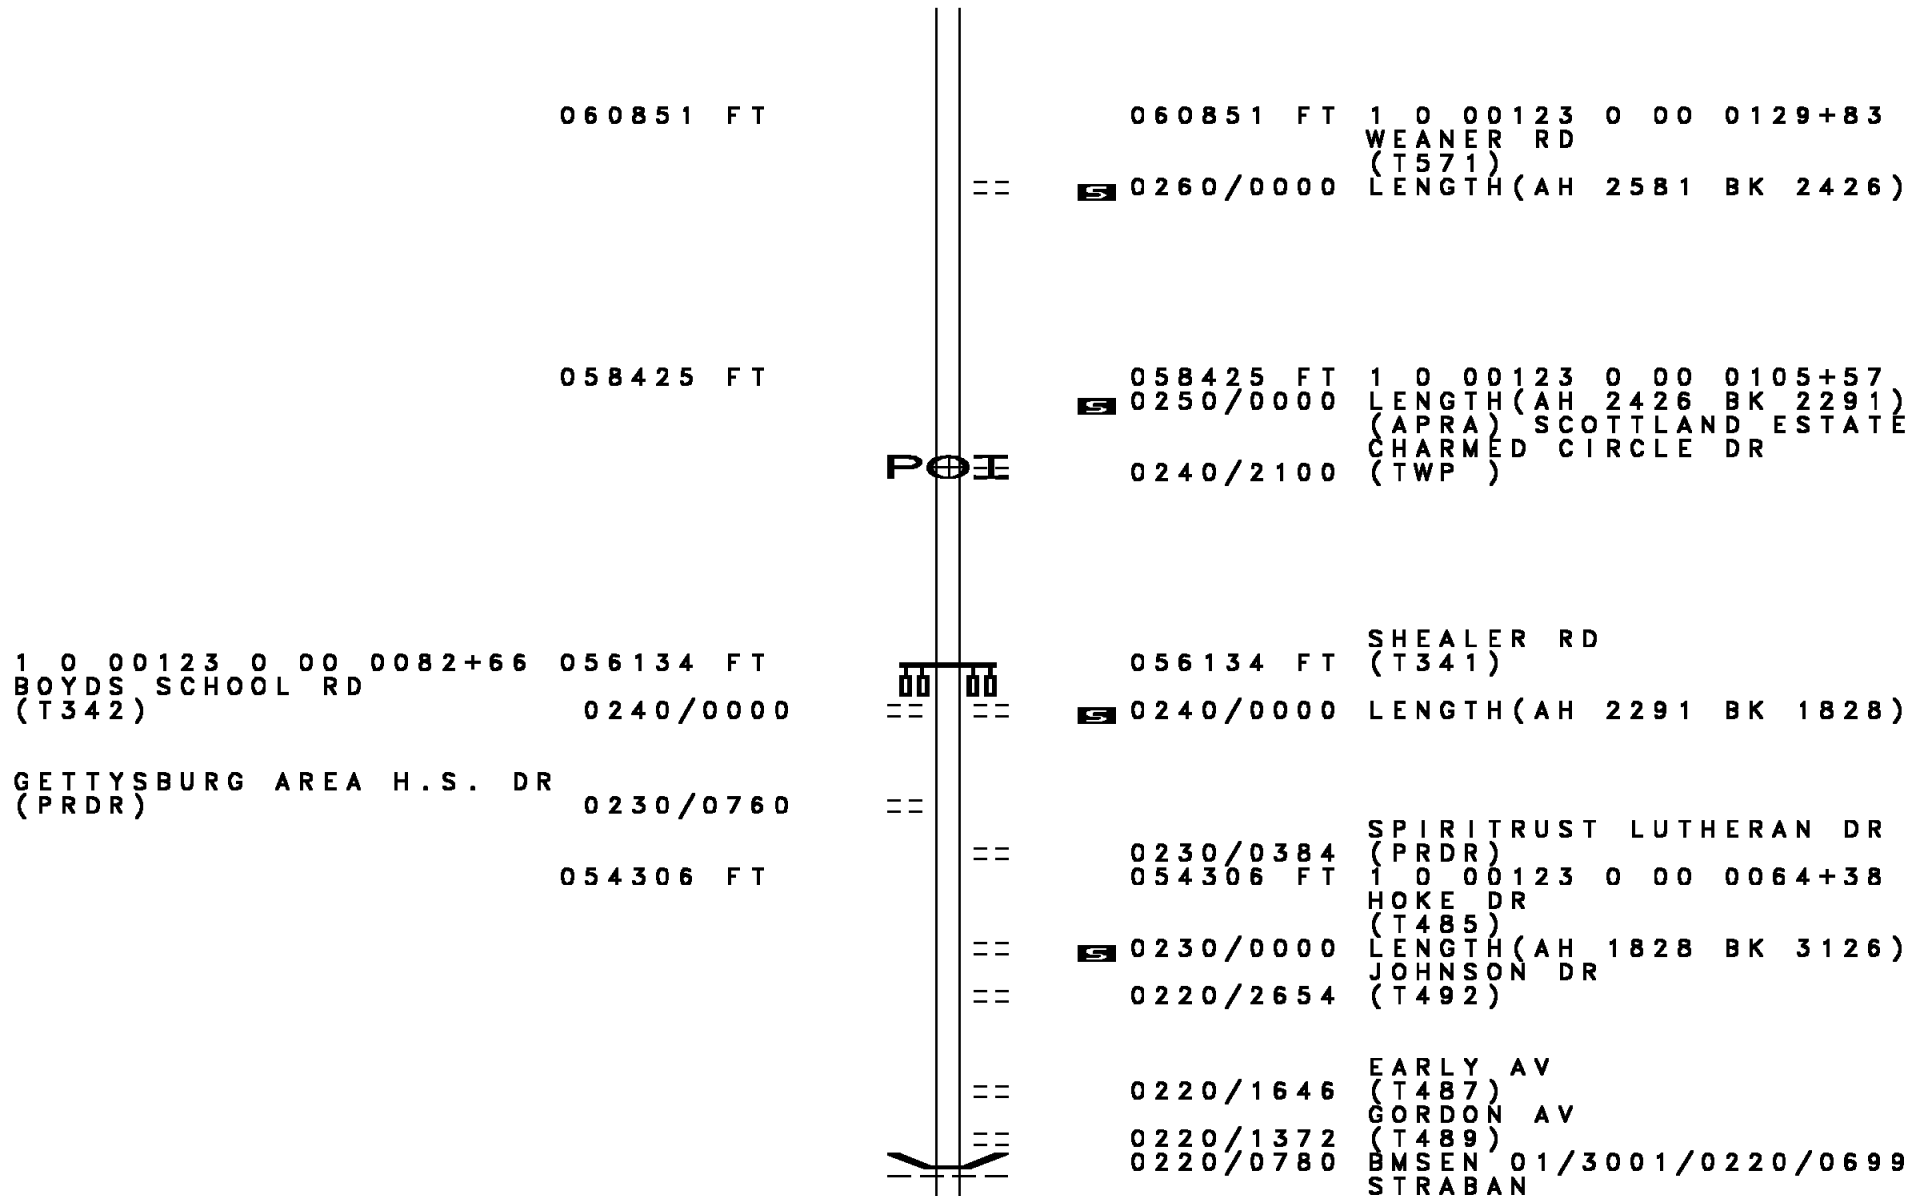 060851 FT 060851 FT 1 0 00123 0 00 0129+83
WEANER RD
(T571)
S 0260/0000 LENGTH(AH 2581 BK 2426)
058425 FT 058425 FT 1 0 00123 0 00 0105+57
S 0250/0000 LENGTH(AH 2426 BK 2291)
(APRA) SCOTTLAND ESTATE
CHARMED CIRCLE DR
POI 0240/2100 (TWP )
SHEALER RD
1 0 00123 0 00 0082+66 056134 FT 056134 FT (T341)
BOYDS SCHOOL RD
(T342) 0240/0000 S 0240/0000 LENGTH(AH 2291 BK 1828)
GETTYSBURG AREA H.S. DR
(PRDR) 0230/0760
SPIRITRUST LUTHERAN DR
0230/0384 (PRDR)
054306 FT 054306 FT 1 0 00123 0 00 0064+38
HOKE DR
(T485)
S 0230/0000 LENGTH(AH 1828 BK 3126)
JOHNSON DR
0220/2654 (T492)
EARLY AV
0220/1646 (T487)
GORDON AV
0220/1372 (T489)
0220/0780 BMSEN 01/3001/0220/0699
STRABAN